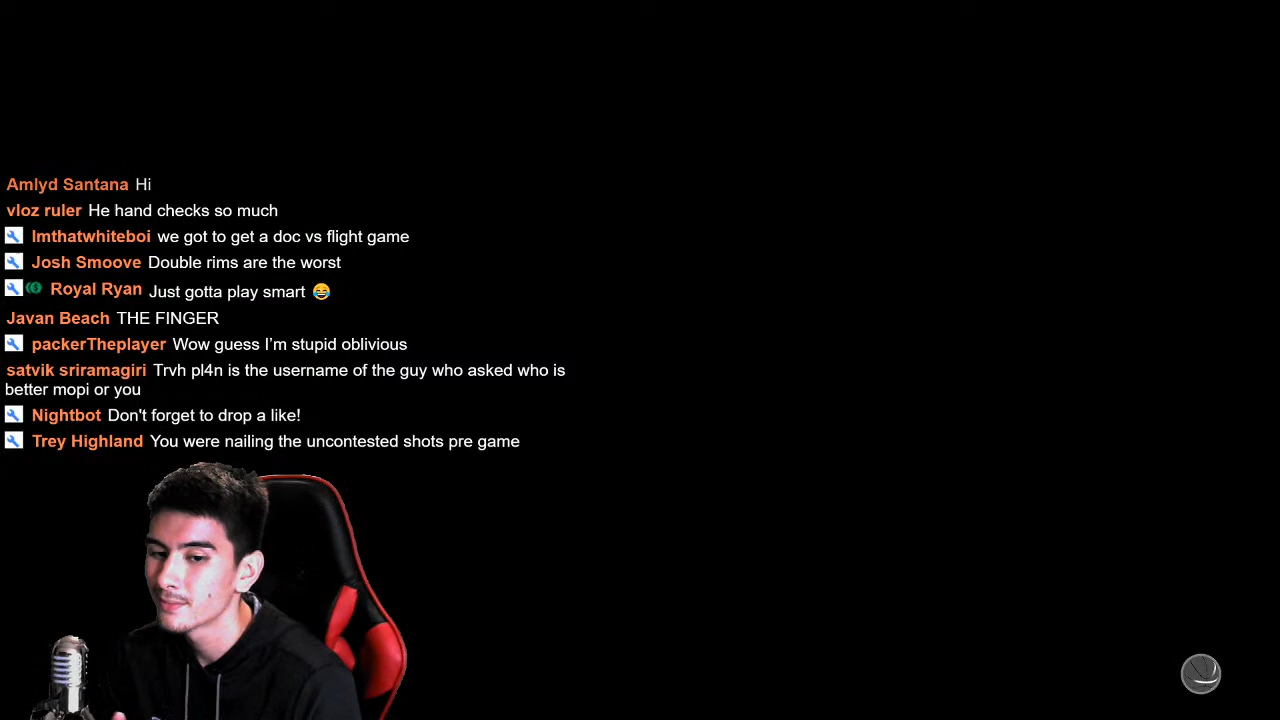 Amlyd Santana Hi
vloz ruler He hand checks so much
Imthatwhiteboi we got to get a doc vs flight game
Josh Smoove Double rims are the worst
Royal Ryan Just gotta play smart 😂
Javan Beach THE FINGER
packerTheplayer Wow guess I’m stupid oblivious
satvik sriramagiri Trvh pl4n is the username of the guy who asked who is
better mopi or you
Nightbot Don't forget to drop a like!
Trey Highland You were nailing the uncontested shots pre game